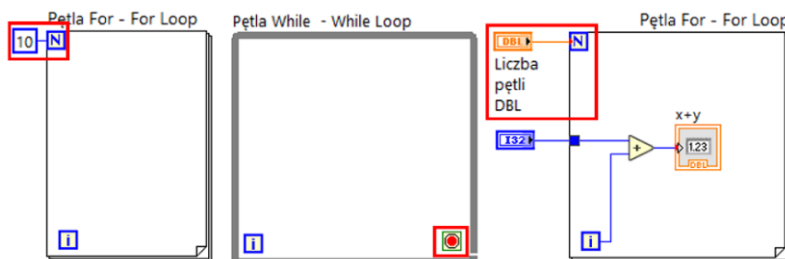 Pętla For - For Loop
10 N
i
Pętla While - While Loop
i
Pętla For - For Loop
DBL N
Liczba
pętli
DBL
I32
x+y
+
1.23
DBL
i